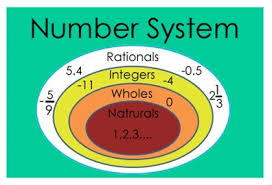 Number System
Rationals
5.4 -0.5
Integers
-11 -4
Wholes
-5/9 0 2 1/3
Natrurals
1,2,3....